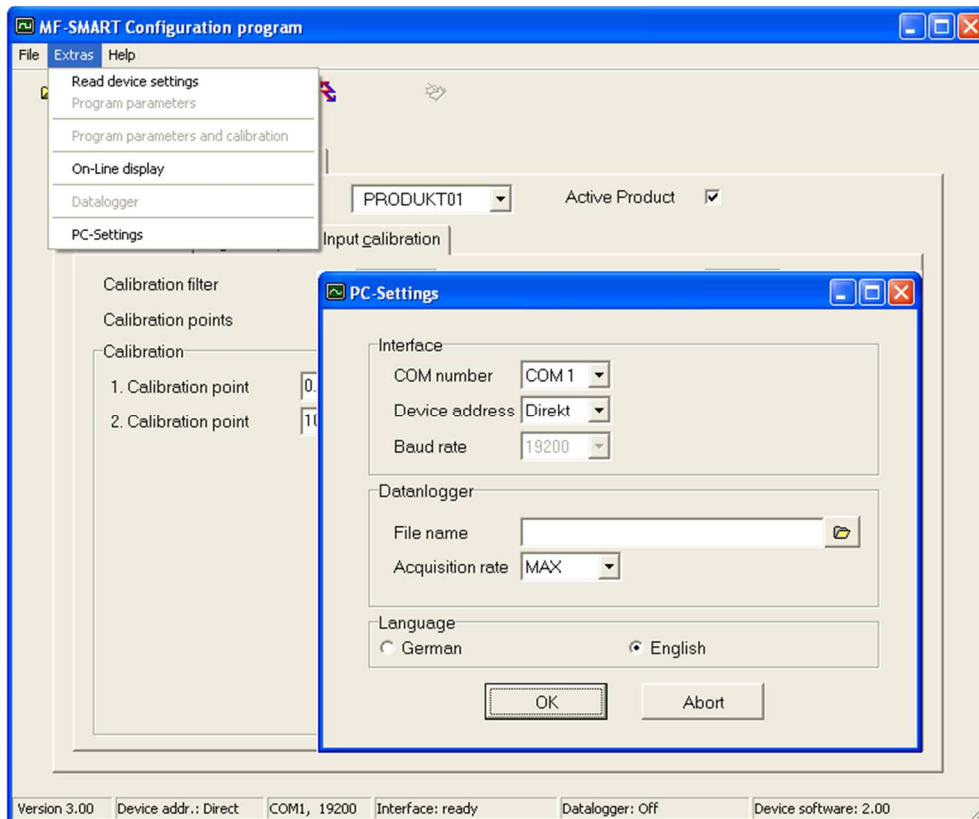 MF-SMART Configuration program
File Extras Help
Read device settings
Program parameters
Program parameters and calibration
On-Line display
Datalogger
PC-Settings
PRODUKT01
Active Product
Input calibration
Calibration filter
Calibration points
Calibration
1. Calibration point 0.
2. Calibration point 10
PC-Settings
Interface
COM number COM 1
Device address Direkt
Baud rate 19200
Datanlogger
File name
Acquisition rate MAX
Language
German English
OK Abort
Version 3.00 Device addr.: Direct COM1, 19200 Interface: ready Datalogger: Off Device software: 2.00